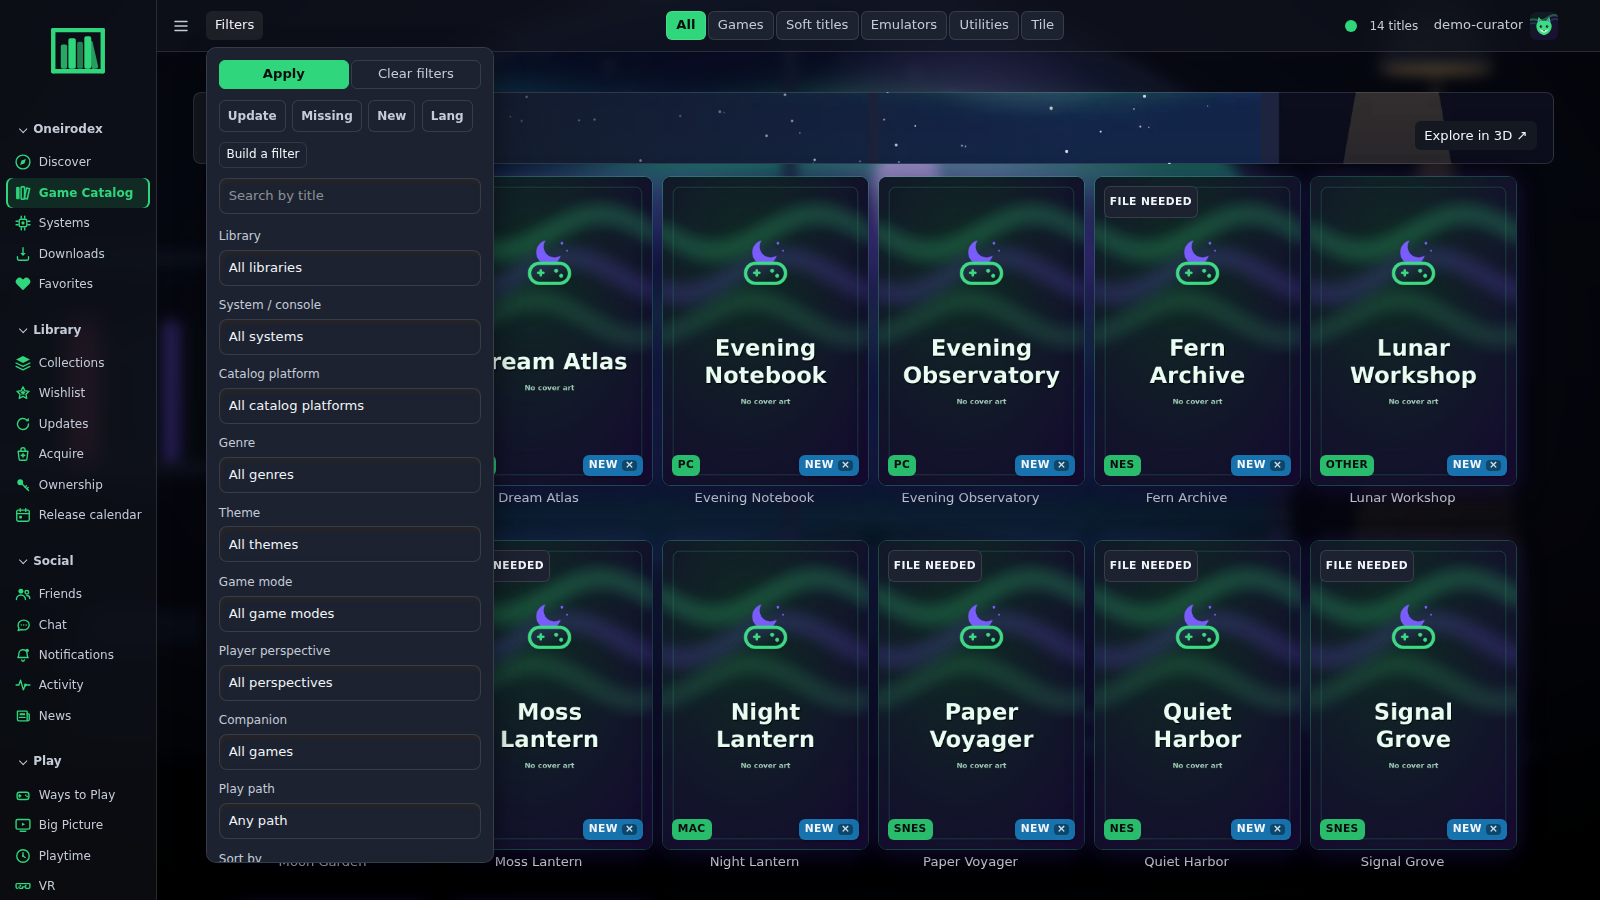 Filters
All
Games
Soft titles
Emulators
Utilities
Tile
14 titles
demo-curator
Oneirodex
Discover
Game Catalog
Systems
Downloads
Favorites
Library
Collections
Wishlist
Updates
Acquire
Ownership
Release calendar
Social
Friends
Chat
Notifications
Activity
News
Play
Ways to Play
Big Picture
Playtime
VR
Apply
Clear filters
Update
Missing
New
Lang
Build a filter
Search by title
Library
All libraries
System / console
All systems
Catalog platform
All catalog platforms
Genre
All genres
Theme
All themes
Game mode
All game modes
Player perspective
All perspectives
Companion
All games
Play path
Any path
Sort by
Explore in 3D ↗
ream Atlas
No cover art
NEW ×
Dream Atlas
Evening
Notebook
No cover art
PC
NEW ×
Evening Notebook
Evening
Observatory
No cover art
PC
NEW ×
Evening Observatory
FILE NEEDED
Fern
Archive
No cover art
NES
NEW ×
Fern Archive
Lunar
Workshop
No cover art
OTHER
NEW ×
Lunar Workshop
Moon Garden
NEEDED
Moss
Lantern
No cover art
NEW ×
Moss Lantern
Night
Lantern
No cover art
MAC
NEW ×
Night Lantern
FILE NEEDED
Paper
Voyager
No cover art
SNES
NEW ×
Paper Voyager
FILE NEEDED
Quiet
Harbor
No cover art
NES
NEW ×
Quiet Harbor
FILE NEEDED
Signal
Grove
No cover art
SNES
NEW ×
Signal Grove